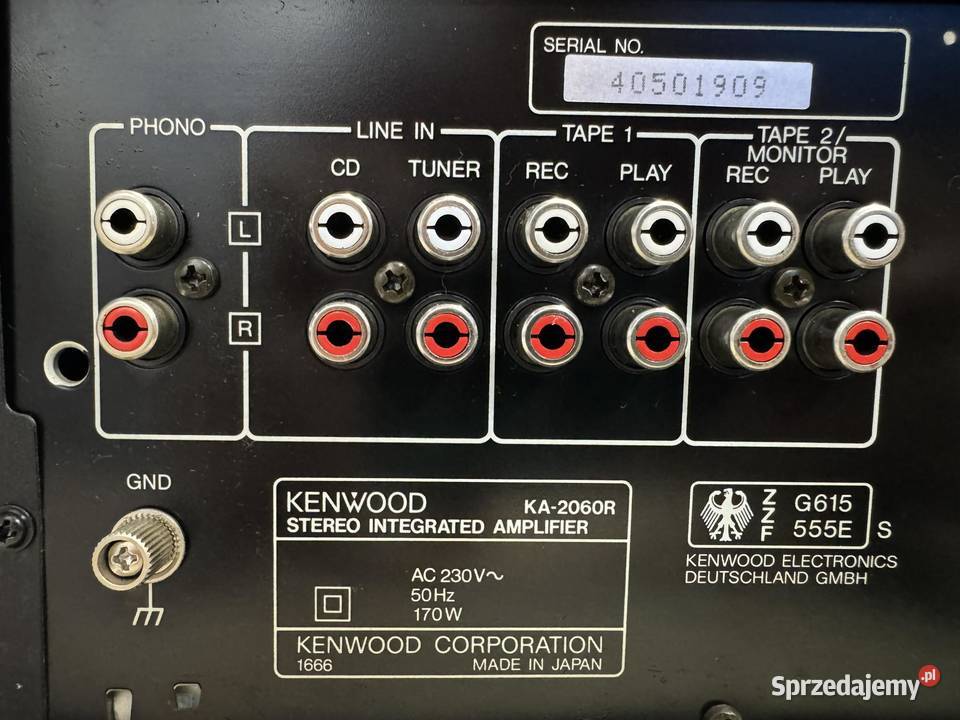 SERIAL NO.
40501909
PHONO
LINE IN
TAPE 1
TAPE 2/
MONITOR
CD
TUNER
REC
PLAY
REC
PLAY
L
R
GND
KENWOOD
KA-2060R
STEREO INTEGRATED AMPLIFIER
AC 230V~
50Hz
170W
KENWOOD CORPORATION
1666
MADE IN JAPAN
ZZF
G615
555E
S
KENWOOD ELECTRONICS
DEUTSCHLAND GMBH
Sprzedajemy.pl